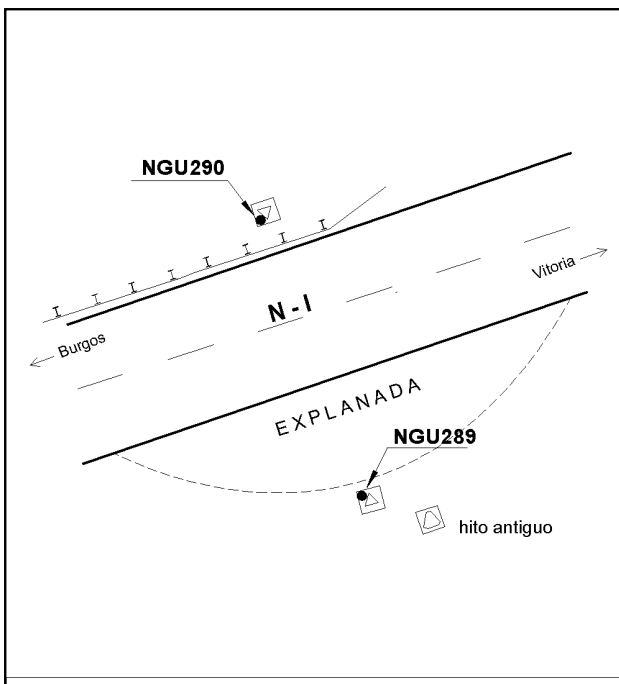 NGU290
Vitoria
N-I
Burgos
EXPLANADA
NGU289
hito antiguo